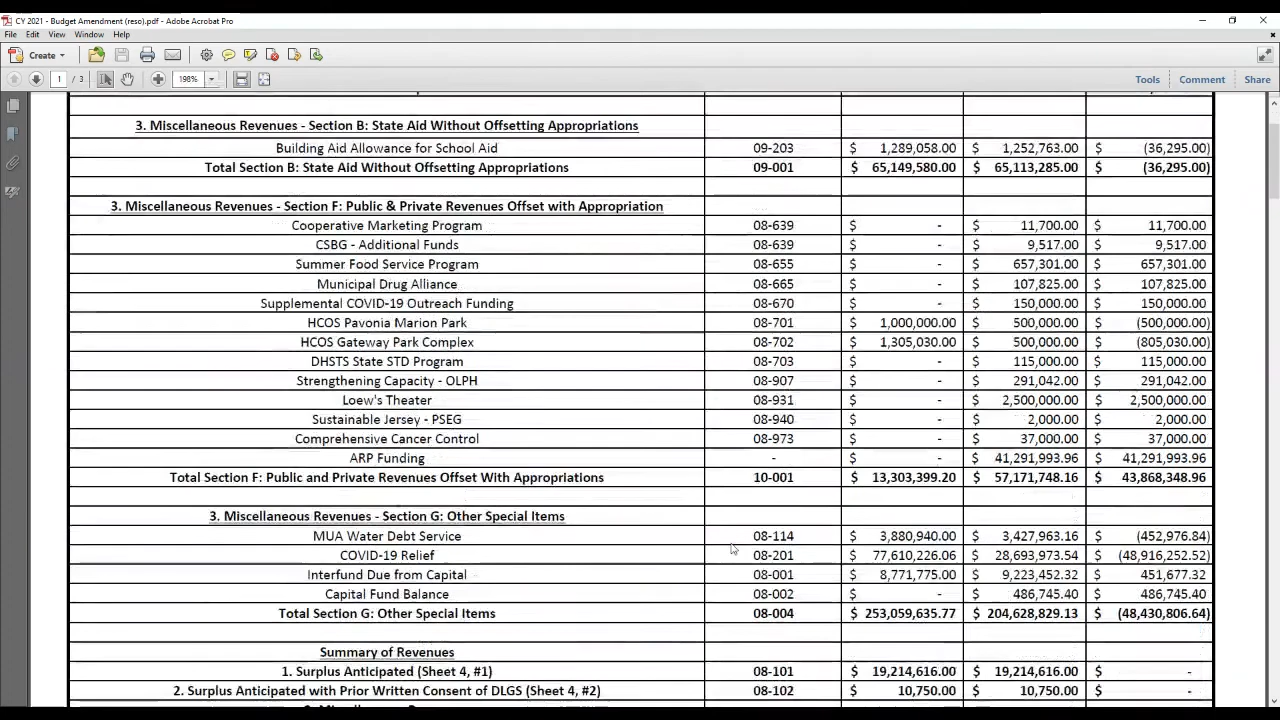 CY 2021 - Budget Amendment (reso).pdf - Adobe Acrobat Pro
File Edit View Window Help
Create
1 / 3 198% Tools Comment Share
3. Miscellaneous Revenues - Section B: State Aid Without Offsetting Appropriations
Building Aid Allowance for School Aid 09-203 $ 1,289,058.00 $ 1,252,763.00 $ (36,295.00)
Total Section B: State Aid Without Offsetting Appropriations 09-001 $ 65,149,580.00 $ 65,113,285.00 $ (36,295.00)
3. Miscellaneous Revenues - Section F: Public & Private Revenues Offset with Appropriation
Cooperative Marketing Program 08-639 $ - $ 11,700.00 $ 11,700.00
CSBG - Additional Funds 08-639 $ - $ 9,517.00 $ 9,517.00
Summer Food Service Program 08-655 $ - $ 657,301.00 $ 657,301.00
Municipal Drug Alliance 08-665 $ - $ 107,825.00 $ 107,825.00
Supplemental COVID-19 Outreach Funding 08-670 $ - $ 150,000.00 $ 150,000.00
HCOS Pavonia Marion Park 08-701 $ 1,000,000.00 $ 500,000.00 $ (500,000.00)
HCOS Gateway Park Complex 08-702 $ 1,305,030.00 $ 500,000.00 $ (805,030.00)
DHSTS State STD Program 08-703 $ - $ 115,000.00 $ 115,000.00
Strengthening Capacity - OLPH 08-907 $ - $ 291,042.00 $ 291,042.00
Loew's Theater 08-931 $ - $ 2,500,000.00 $ 2,500,000.00
Sustainable Jersey - PSEG 08-940 $ - $ 2,000.00 $ 2,000.00
Comprehensive Cancer Control 08-973 $ - $ 37,000.00 $ 37,000.00
ARP Funding - $ - $ 41,291,993.96 $ 41,291,993.96
Total Section F: Public and Private Revenues Offset With Appropriations 10-001 $ 13,303,399.20 $ 57,171,748.16 $ 43,868,348.96
3. Miscellaneous Revenues - Section G: Other Special Items
MUA Water Debt Service 08-114 $ 3,880,940.00 $ 3,427,963.16 $ (452,976.84)
COVID-19 Relief 08-201 $ 77,610,226.06 $ 28,693,973.54 $ (48,916,252.52)
Interfund Due from Capital 08-001 $ 8,771,775.00 $ 9,223,452.32 $ 451,677.32
Capital Fund Balance 08-002 $ - $ 486,745.40 $ 486,745.40
Total Section G: Other Special Items 08-004 $ 253,059,635.77 $ 204,628,829.13 $ (48,430,806.64)
Summary of Revenues
1. Surplus Anticipated (Sheet 4, #1) 08-101 $ 19,214,616.00 $ 19,214,616.00 $ -
2. Surplus Anticipated with Prior Written Consent of DLGS (Sheet 4, #2) 08-102 $ 10,750.00 $ 10,750.00 $ -